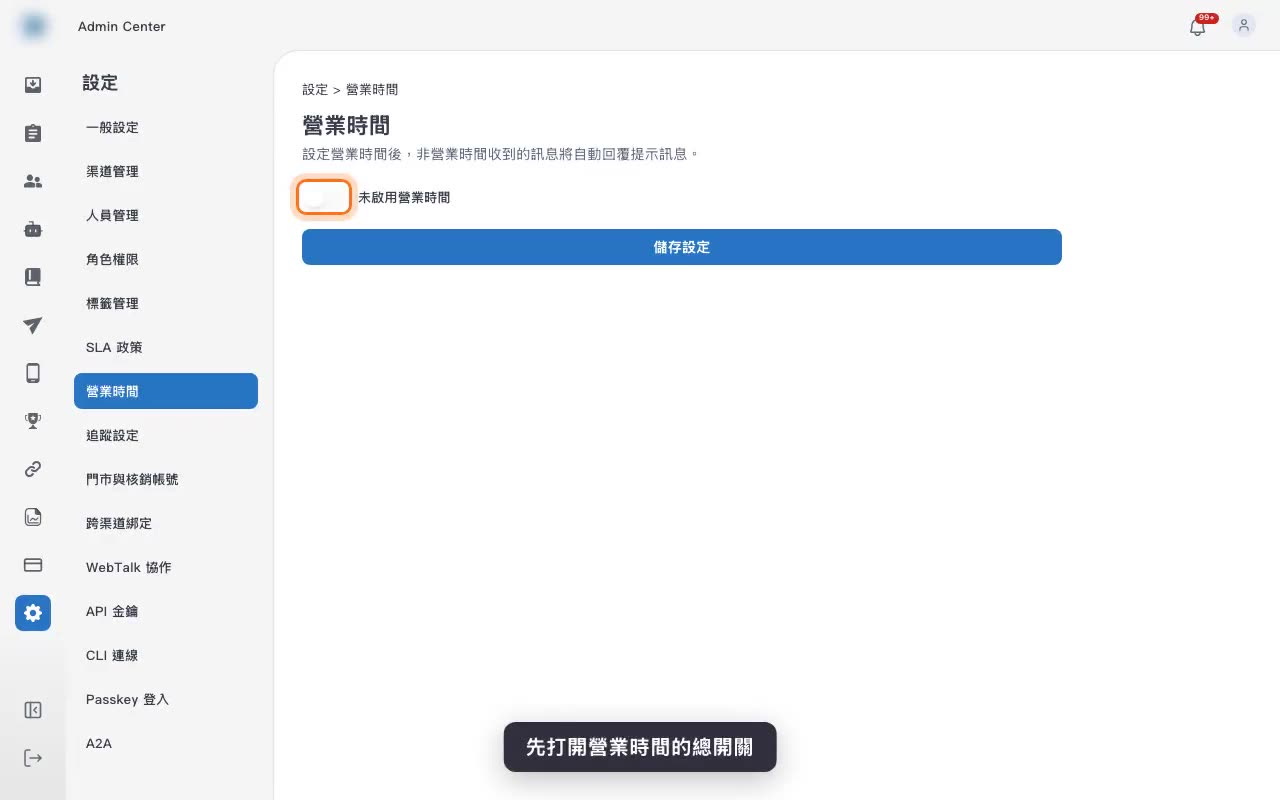 Admin Center
99+
設定
一般設定
渠道管理
人員管理
角色權限
標籤管理
SLA 政策
營業時間
追蹤設定
門市與核銷帳號
跨渠道綁定
WebTalk 協作
API 金鑰
CLI 連線
Passkey 登入
A2A
設定 > 營業時間
營業時間
設定營業時間後，非營業時間收到的訊息將自動回覆提示訊息。
未啟用營業時間
儲存設定
先打開營業時間的總開關